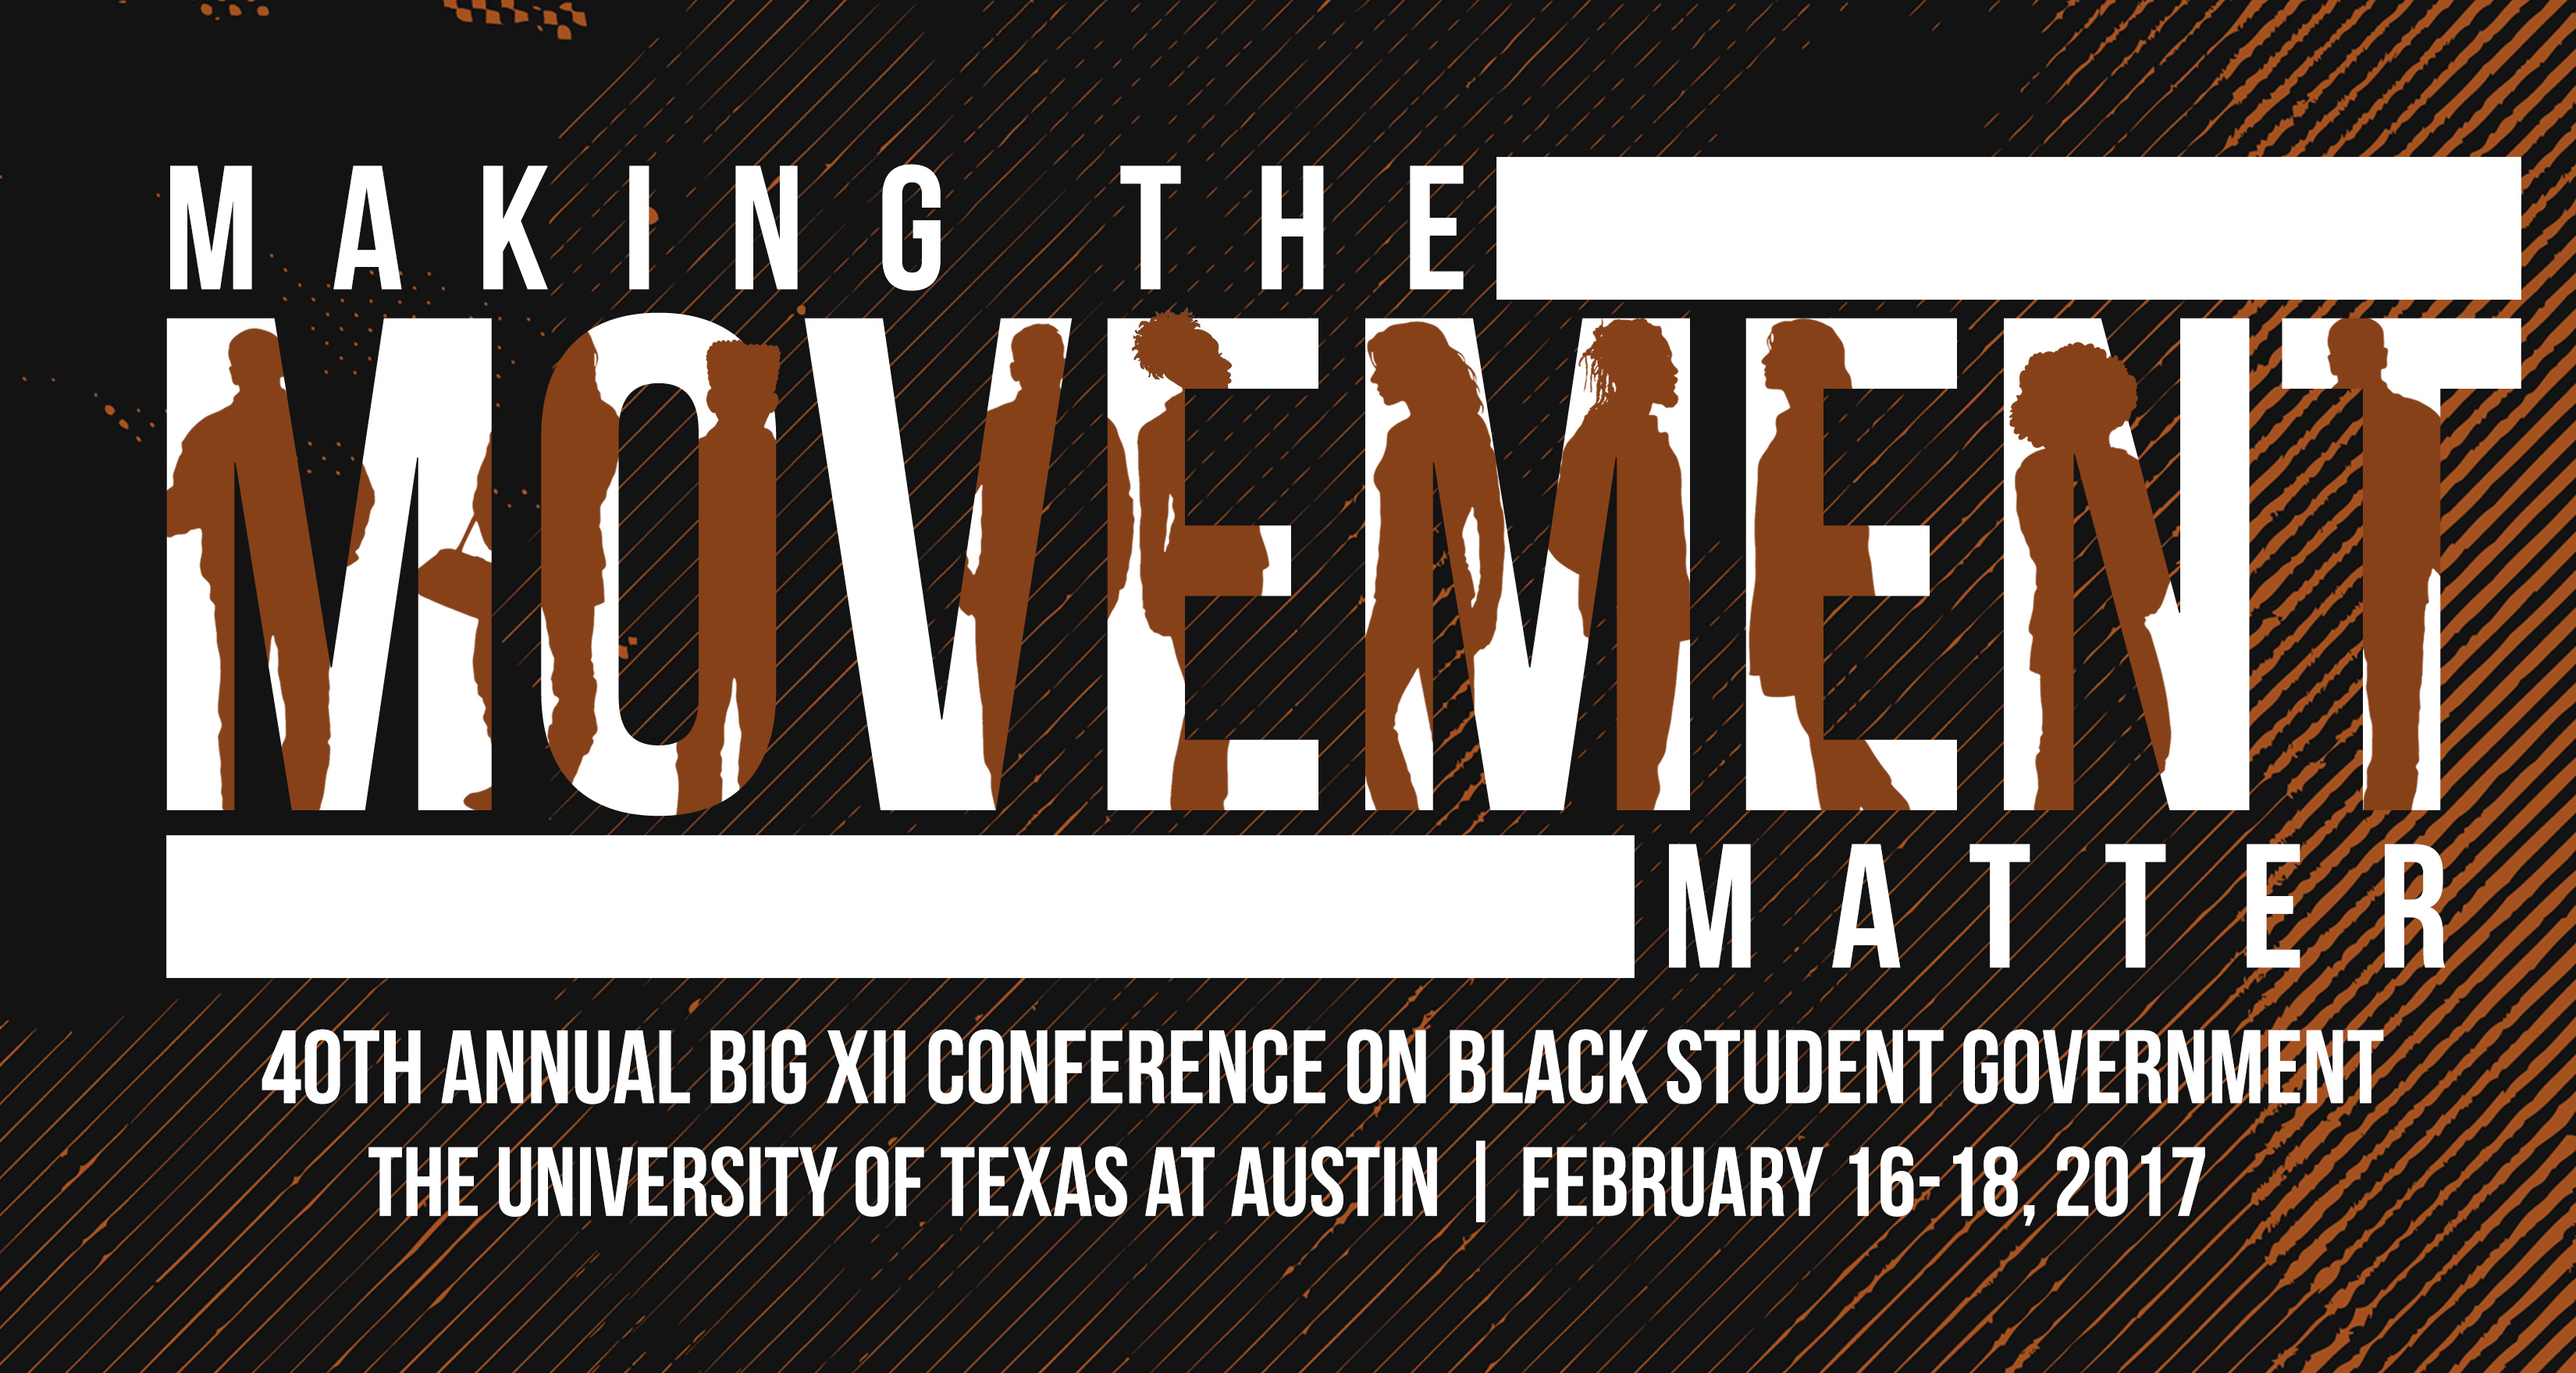 MAKING THE
MOVEMENT
MATTER
40TH ANNUAL BIG XII CONFERENCE ON BLACK STUDENT GOVERNMENT
THE UNIVERSITY OF TEXAS AT AUSTIN | FEBRUARY 16-18, 2017